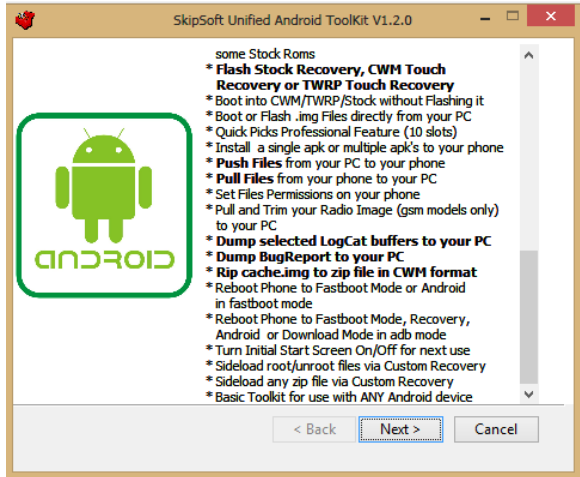 SkipSoft Unified Android ToolKit V1.2.0
some Stock Roms
* Flash Stock Recovery, CWM Touch
Recovery or TWRP Touch Recovery
* Boot into CWM/TWRP/Stock without Flashing it
* Boot or Flash .img Files directly from your PC
* Quick Picks Professional Feature (10 slots)
* Install a single apk or multiple apk's to your phone
* Push Files from your PC to your phone
* Pull Files from your phone to your PC
* Set Files Permissions on your phone
* Pull and Trim your Radio Image (gsm models only)
to your PC
* Dump selected LogCat buffers to your PC
* Dump BugReport to your PC
* Rip cache.img to zip file in CWM format
* Reboot Phone to Fastboot Mode or Android
in fastboot mode
* Reboot Phone to Fastboot Mode, Recovery,
Android or Download Mode in adb mode
* Turn Initial Start Screen On/Off for next use
* Sideload root/unroot files via Custom Recovery
* Sideload any zip file via Custom Recovery
* Basic Toolkit for use with ANY Android device
ANDROID
< Back
Next >
Cancel